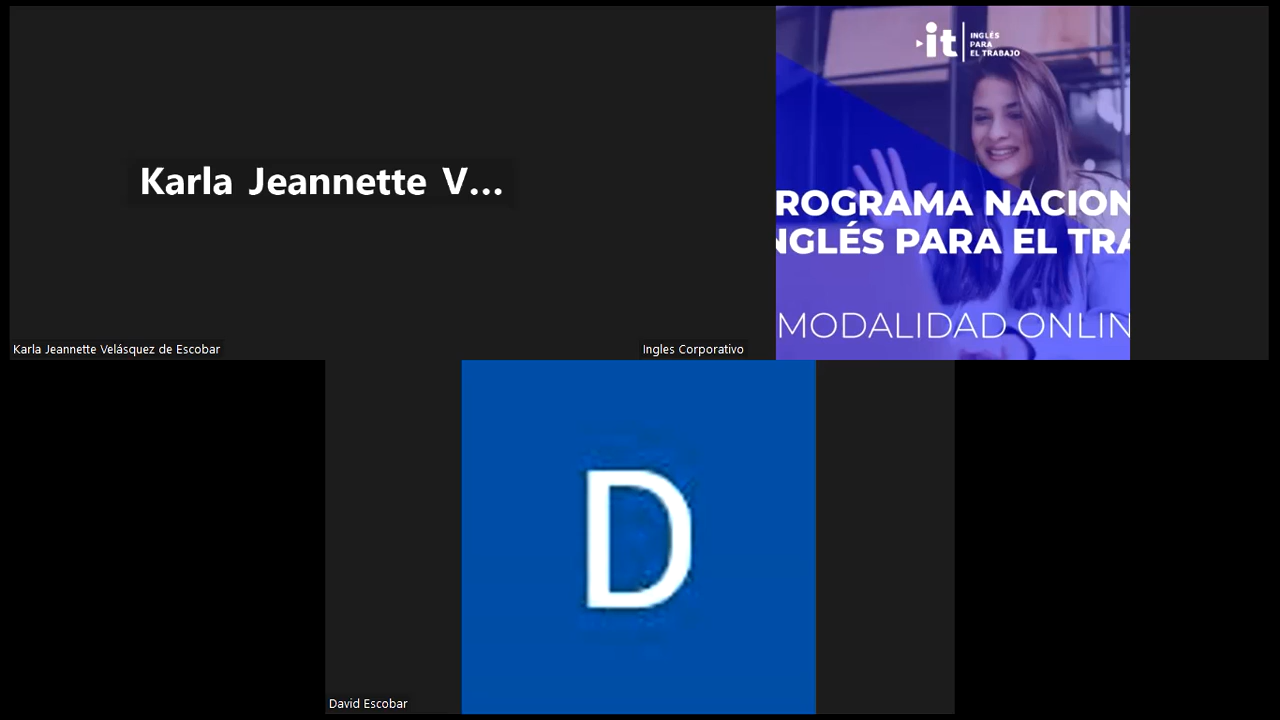 Karla Jeannette V...
Karla Jeannette Velásquez de Escobar
it
INGLÉS
PARA
EL TRABAJO
ROGRAMA NACION
NGLÉS PARA EL TRA
MODALIDAD ONLIN
Ingles Corporativo
D
David Escobar